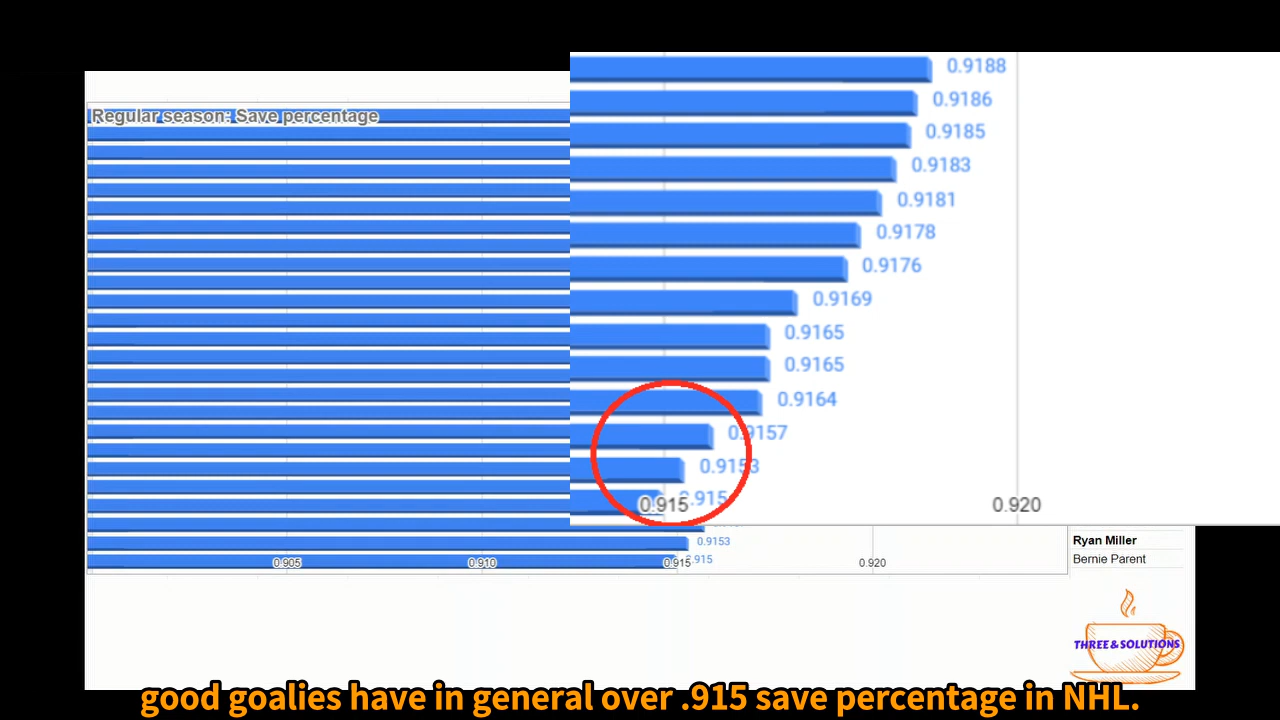 Regular season: Save percentage
0.9188
0.9186
0.9185
0.9183
0.9181
0.9178
0.9176
0.9169
0.9165
0.9165
0.9164
0.9157
0.9153
0.915
0.915 0.920
0.9153
0.915
0.905 0.910 0.915 0.920
Ryan Miller
Bernie Parent
THREE & SOLUTIONS
good goalies have in general over .915 save percentage in NHL.